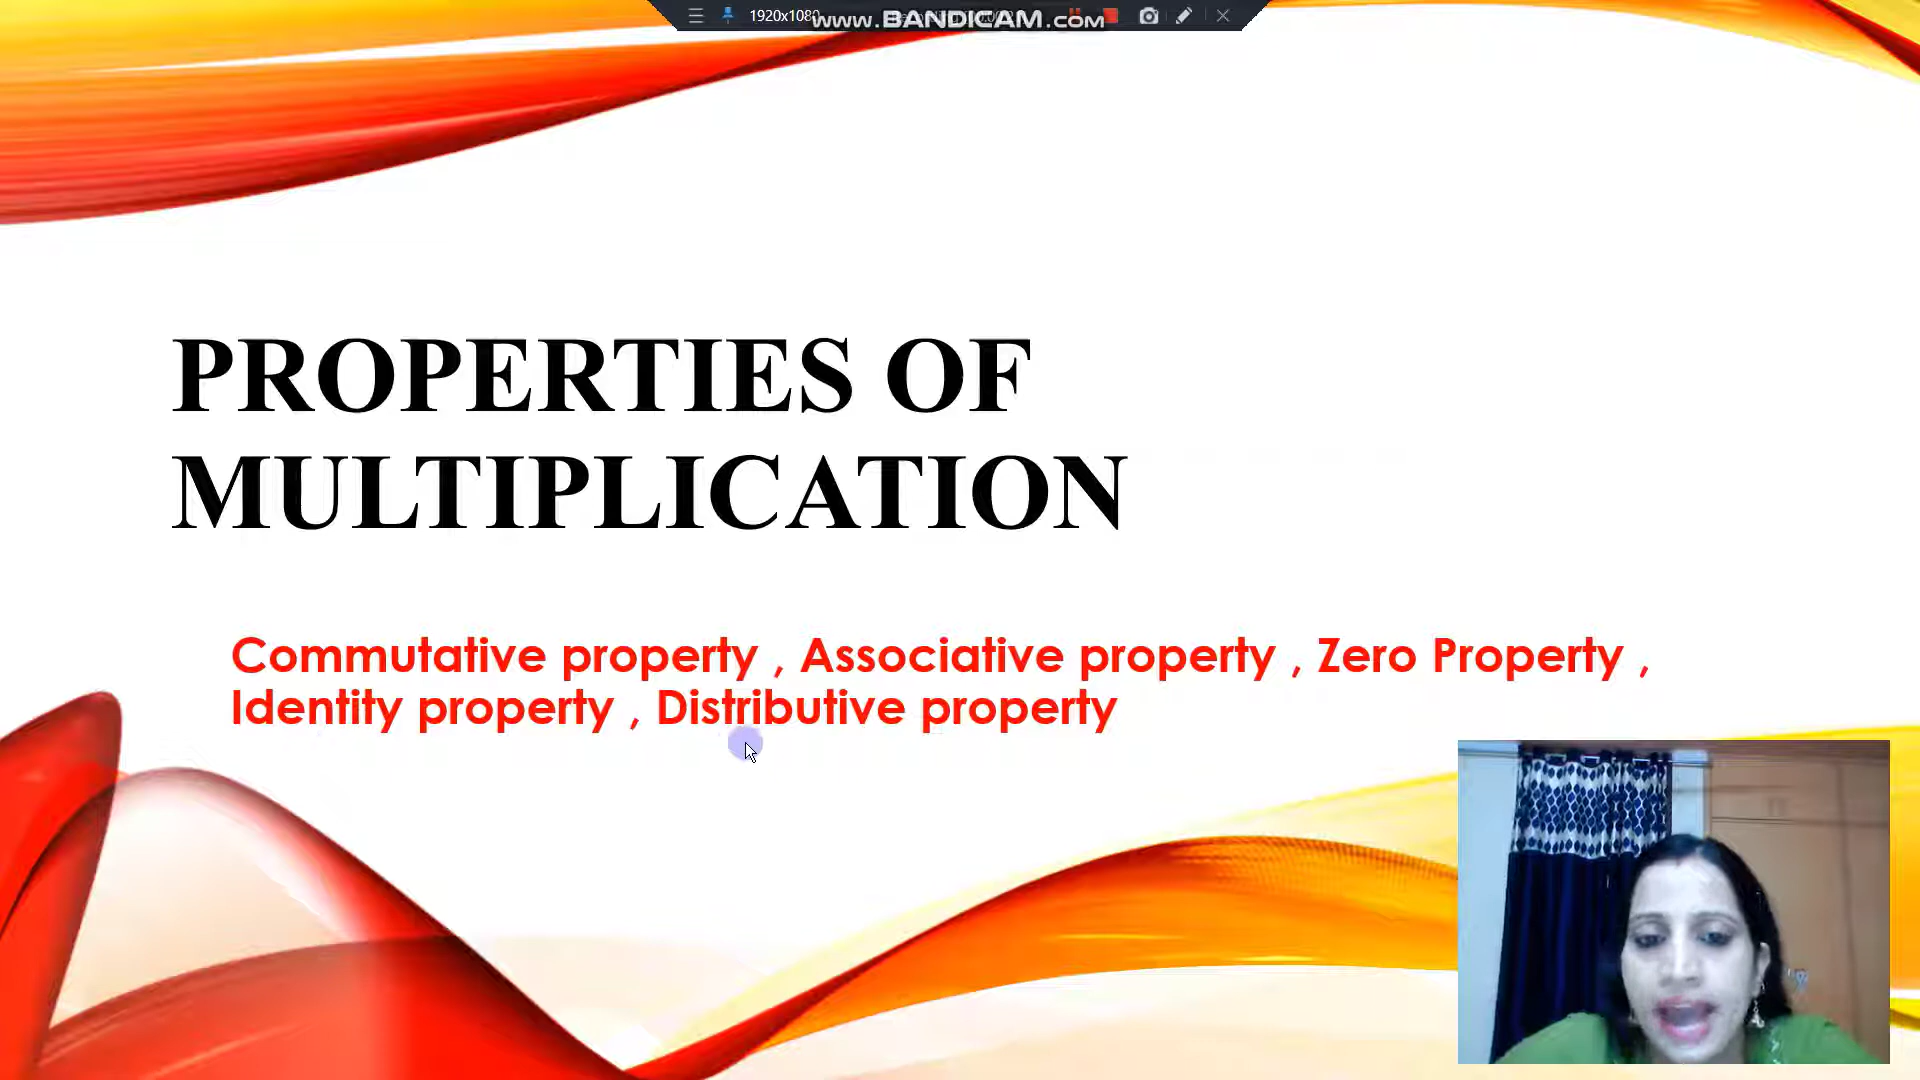 1920x1080
www.BANDICAM.com
PROPERTIES OF
MULTIPLICATION
Commutative property , Associative property , Zero Property ,
Identity property , Distributive property